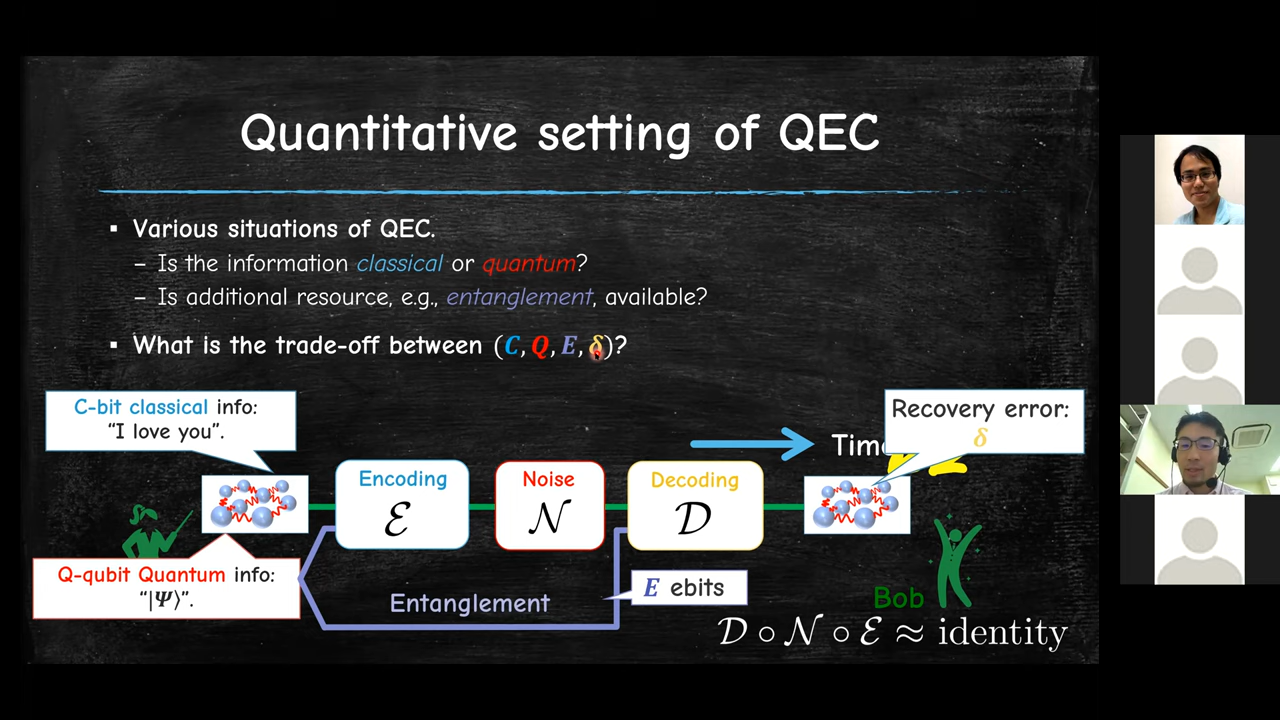 Quantitative setting of QEC
▪ Various situations of QEC.
– Is the information classical or quantum?
– Is additional resource, e.g., entanglement, available?
▪ What is the trade-off between (C, Q, E, δ)?
C-bit classical info:
“I love you”.
Recovery error:
δ
Encoding
ℰ
Noise
𝒩
Decoding
𝒟
Q-qubit Quantum info:
“|Ψ⟩”.
Entanglement
E ebits
Bob
𝒟 ∘ 𝒩 ∘ ℰ ≈ identity